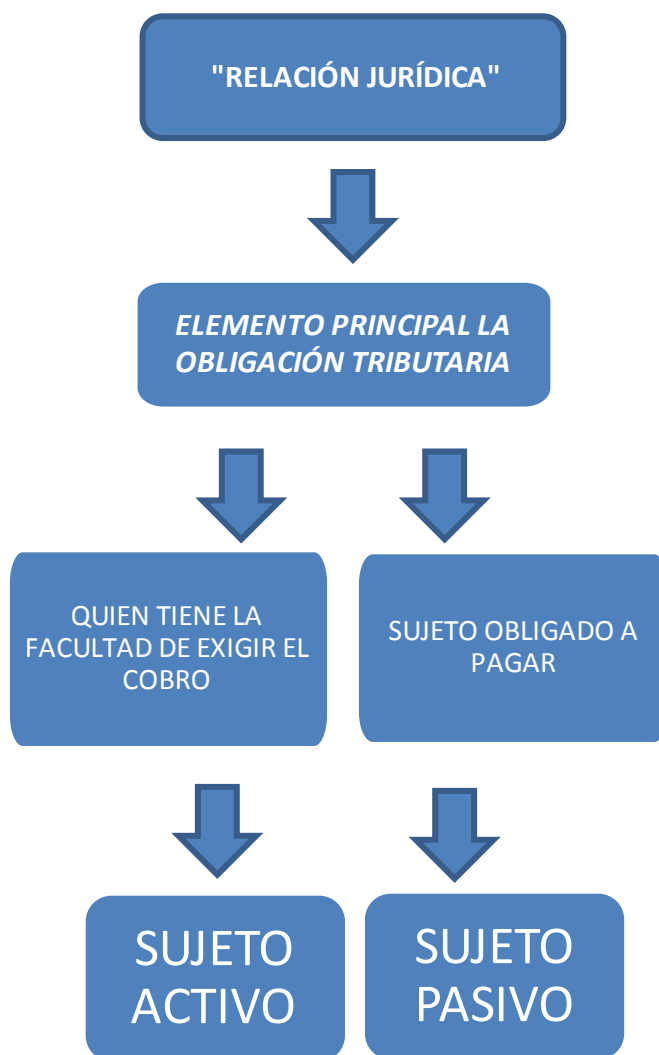 "RELACIÓN JURÍDICA"
ELEMENTO PRINCIPAL LA
OBLIGACIÓN TRIBUTARIA
QUIEN TIENE LA
FACULTAD DE EXIGIR EL
COBRO
SUJETO OBLIGADO A
PAGAR
SUJETO
ACTIVO
SUJETO
PASIVO